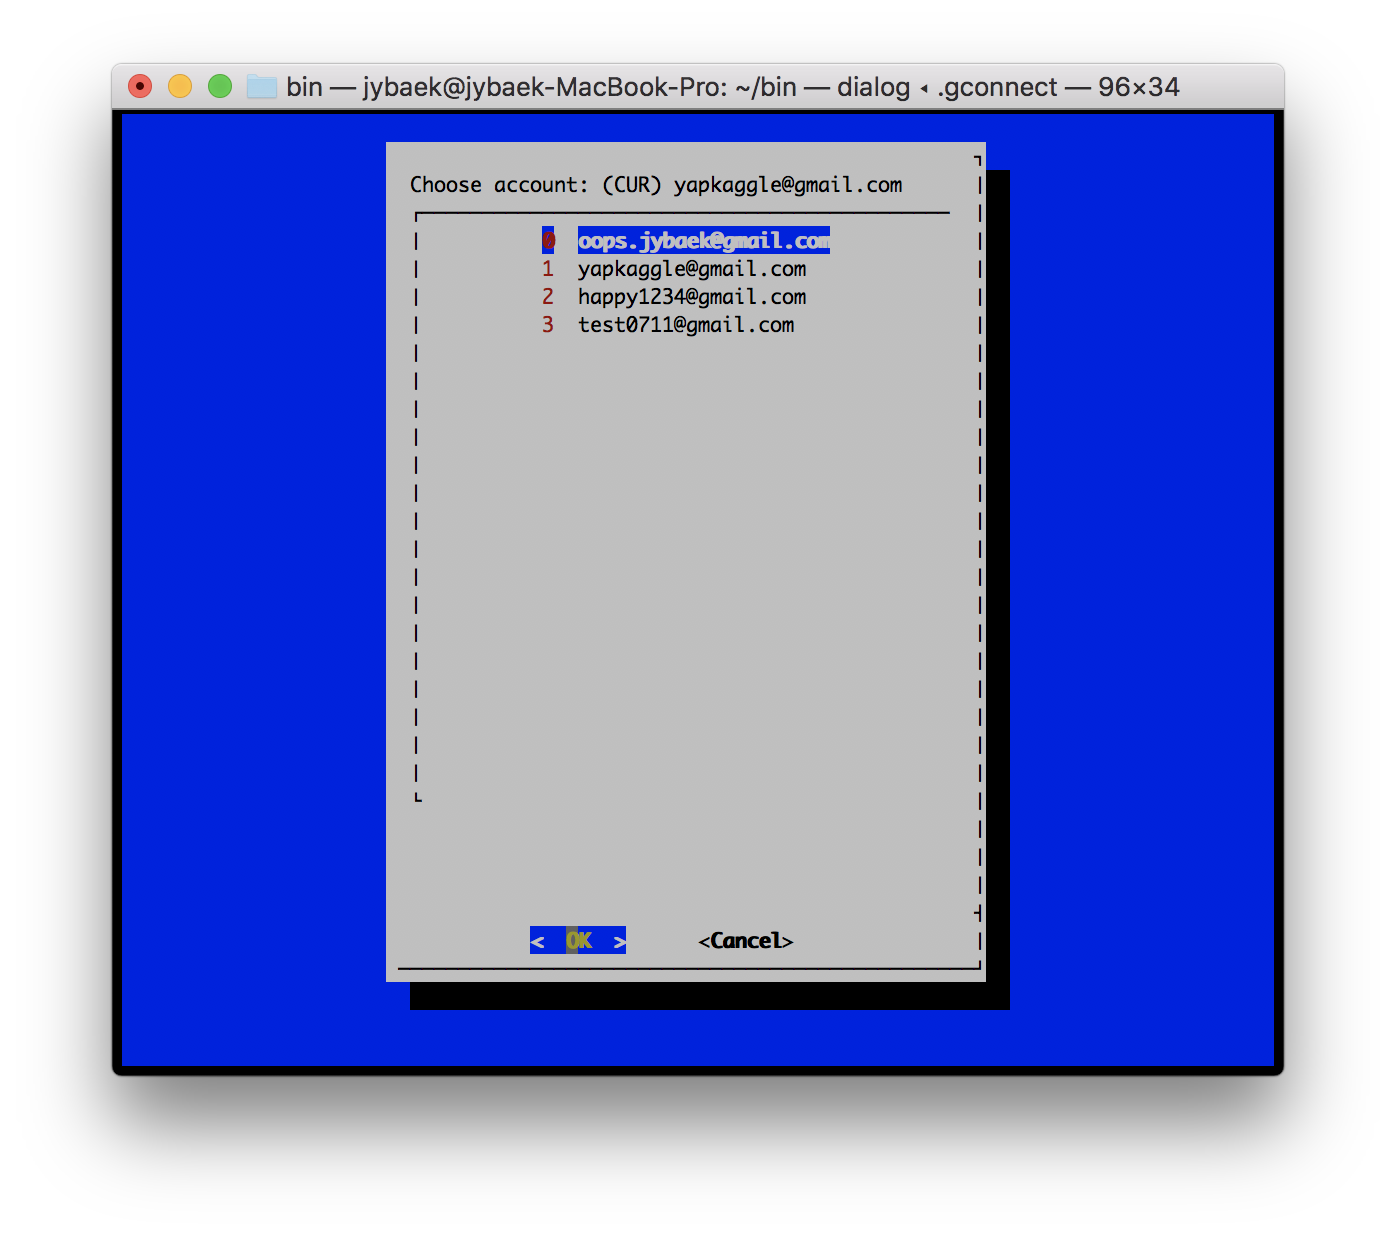 bin — jybaek@jybaek-MacBook-Pro: ~/bin — dialog ◂ .gconnect — 96×34
Choose account: (CUR) yapkaggle@gmail.com
0 oops.jybaek@gmail.com
1 yapkaggle@gmail.com
2 happy1234@gmail.com
3 test0711@gmail.com
< OK > <Cancel>